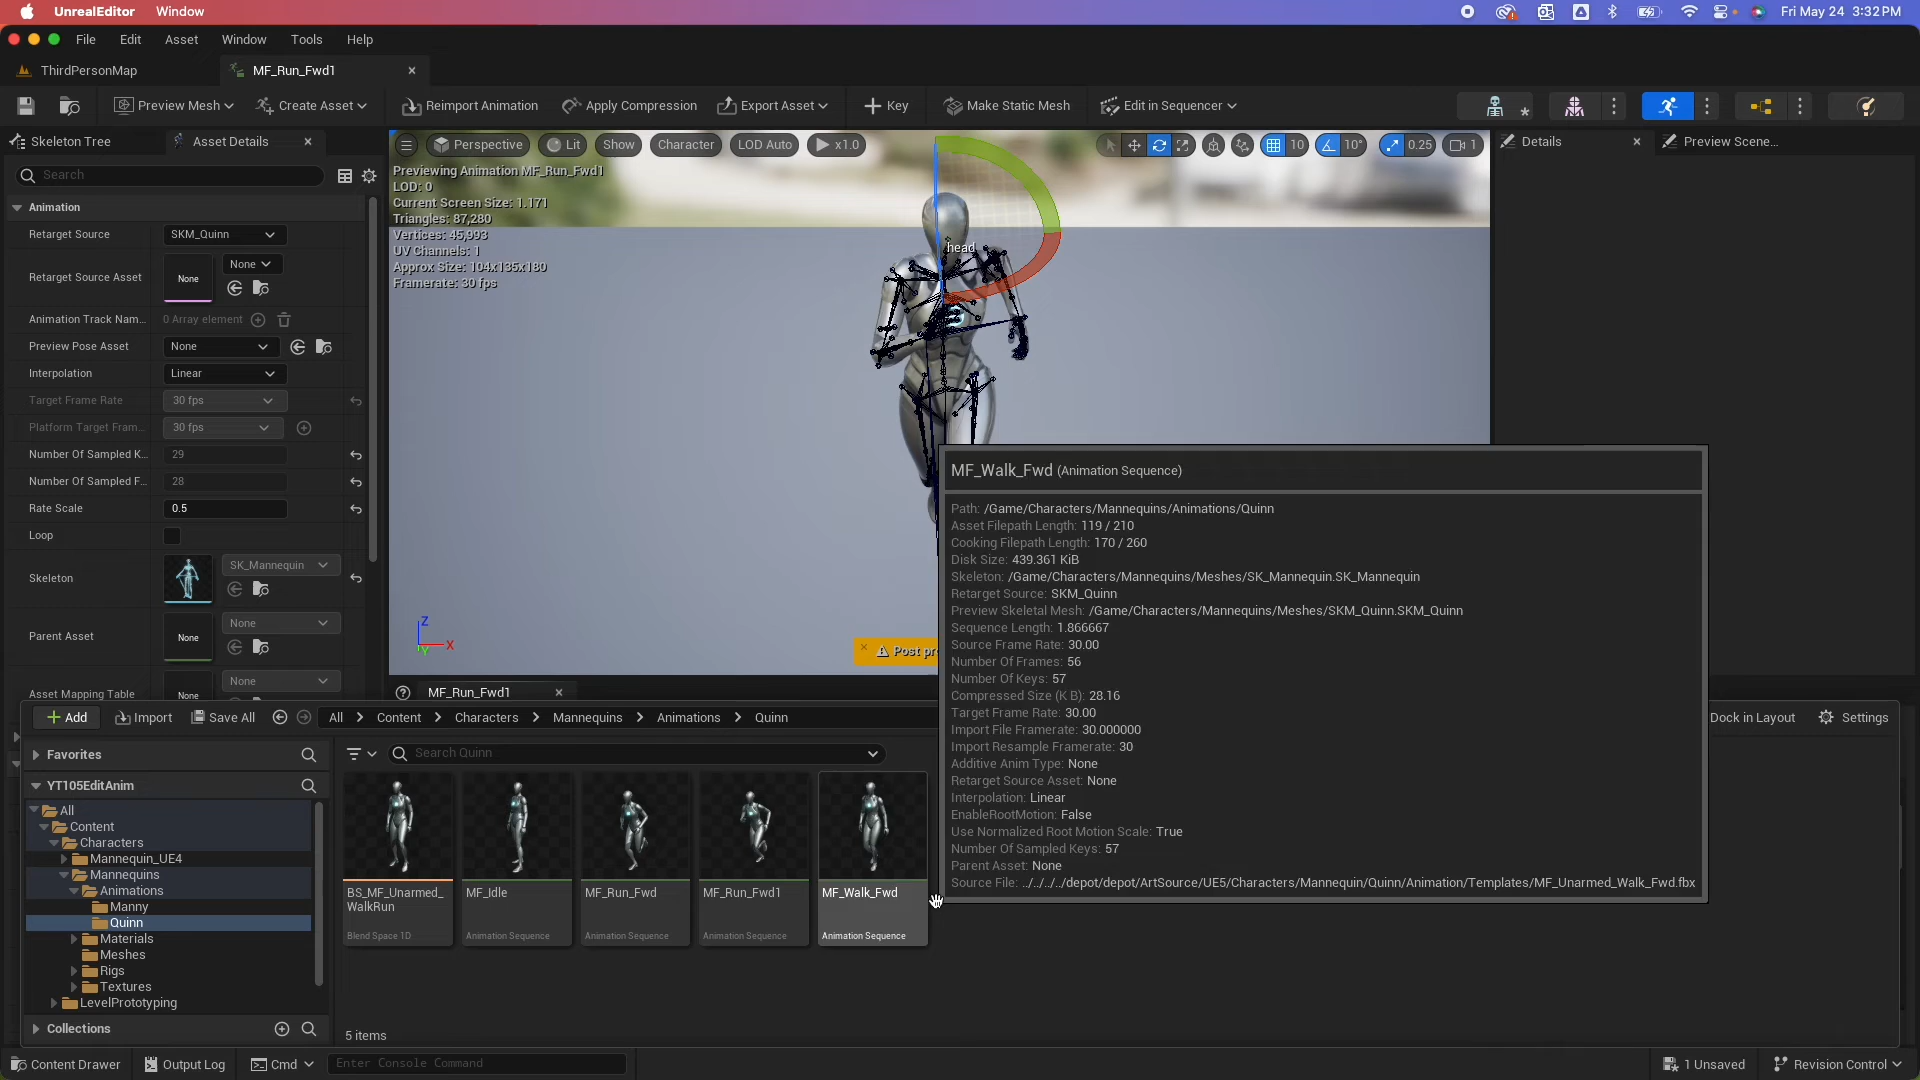 UnrealEditor Window
Fri May 24 3:32 PM
File Edit Asset Window Tools Help
ThirdPersonMap
MF_Run_Fwd1
Preview Mesh
Create Asset
Reimport Animation
Apply Compression
Export Asset
Key
Make Static Mesh
Edit in Sequencer
Skeleton Tree
Asset Details
Search
Animation
Retarget Source SKM_Quinn
Retarget Source Asset None None
Animation Track Nam... 0 Array element
Preview Pose Asset None
Interpolation Linear
Target Frame Rate 30 fps
Platform Target Fram... 30 fps
Number Of Sampled K... 29
Number Of Sampled F... 28
Rate Scale 0.5
Loop
Skeleton SK_Mannequin
Parent Asset None None
Asset Mapping Table None None
Perspective Lit Show Character LOD Auto x1.0
10 10° 0.25 1
Previewing Animation MF_Run_Fwd1
LOD: 0
Current Screen Size: 1.171
Triangles: 87,280
Vertices: 45,993
UV Channels: 1
Approx Size: 104x135x180
Framerate: 30 fps
head
Z
X
Y
Post pr
MF_Run_Fwd1
Details
Preview Scene...
MF_Walk_Fwd (Animation Sequence)
Path: /Game/Characters/Mannequins/Animations/Quinn
Asset Filepath Length: 119 / 210
Cooking Filepath Length: 170 / 260
Disk Size: 439.361 KiB
Skeleton: /Game/Characters/Mannequins/Meshes/SK_Mannequin.SK_Mannequin
Retarget Source: SKM_Quinn
Preview Skeletal Mesh: /Game/Characters/Mannequins/Meshes/SKM_Quinn.SKM_Quinn
Sequence Length: 1.866667
Source Frame Rate: 30.00
Number Of Frames: 56
Number Of Keys: 57
Compressed Size (K B): 28.16
Target Frame Rate: 30.00
Import File Framerate: 30.000000
Import Resample Framerate: 30
Additive Anim Type: None
Retarget Source Asset: None
Interpolation: Linear
EnableRootMotion: False
Use Normalized Root Motion Scale: True
Number Of Sampled Keys: 57
Parent Asset: None
Source File: ../../../../depot/depot/ArtSource/UE5/Characters/Mannequin/Quinn/Animation/Templates/MF_Unarmed_Walk_Fwd.fbx
Add Import Save All All Content Characters Mannequins Animations Quinn
Dock in Layout Settings
Favorites
Search Quinn
YT105EditAnim
All
Content
Characters
Mannequin_UE4
Mannequins
Animations
Manny
Quinn
Materials
Meshes
Rigs
Textures
LevelPrototyping
Collections
BS_MF_Unarmed_
WalkRun
Blend Space 1D
MF_Idle
Animation Sequence
MF_Run_Fwd
Animation Sequence
MF_Run_Fwd1
Animation Sequence
MF_Walk_Fwd
Animation Sequence
5 items
Content Drawer Output Log Cmd Enter Console Command
1 Unsaved Revision Control